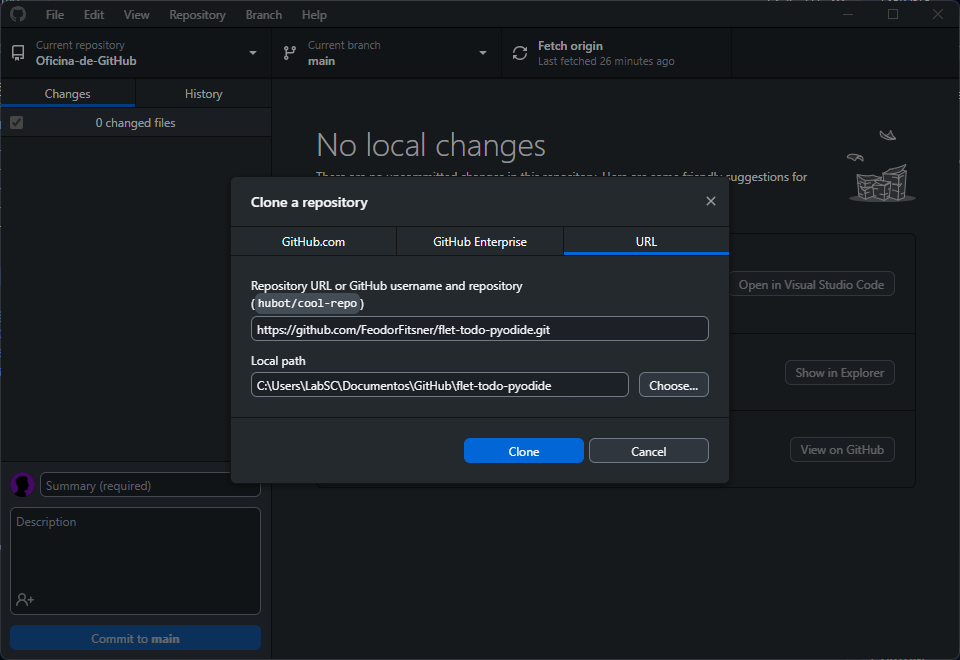 File Edit View Repository Branch Help
Current repository
Oficina-de-GitHub
Current branch
main
Fetch origin
Last fetched 26 minutes ago
Changes History
0 changed files
No local changes
There are no uncommitted changes in this repository. Here are some friendly suggestions for
Clone a repository
GitHub.com GitHub Enterprise URL
Repository URL or GitHub username and repository
(hubot/cool-repo)
https://github.com/FeodorFitsner/flet-todo-pyodide.git
Local path
C:\Users\LabSC\Documentos\GitHub\flet-todo-pyodide
Choose...
Clone Cancel
Open in Visual Studio Code
Show in Explorer
View on GitHub
Summary (required)
Description
Commit to main